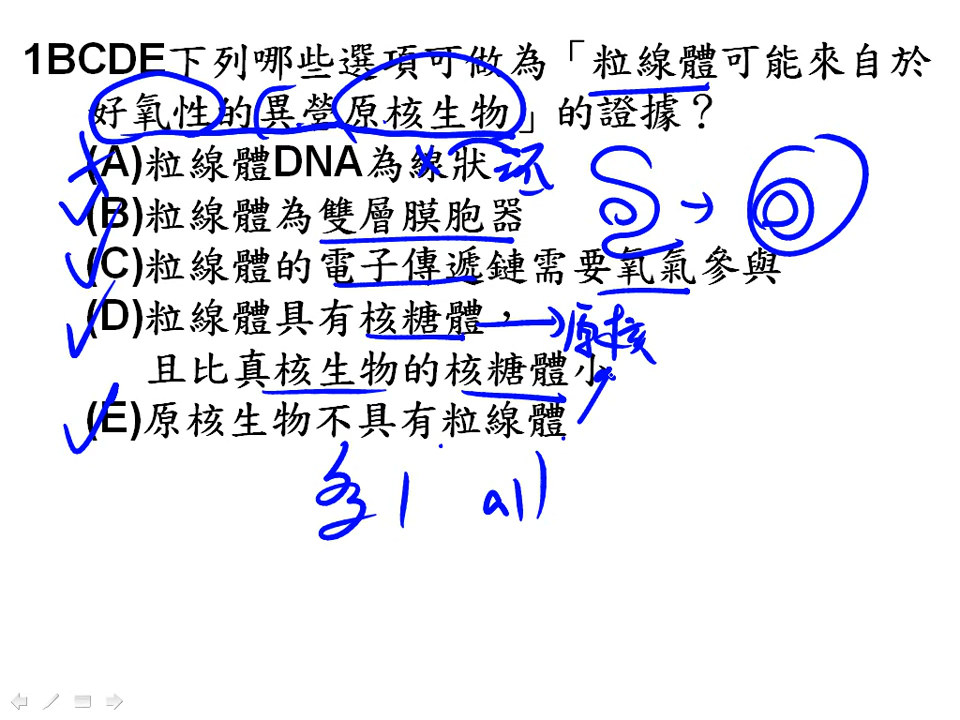 1BCDE下列哪些選項可做為「粒線體可能來自於
好氧性的異營原核生物」的證據？
(A)粒線體DNA為線狀 环
(B)粒線體為雙層膜胞器
(C)粒線體的電子傳遞鏈需要氧氣參與
(D)粒線體具有核糖體， 原核
且比真核生物的核糖體小
(E)原核生物不具有粒線體
all